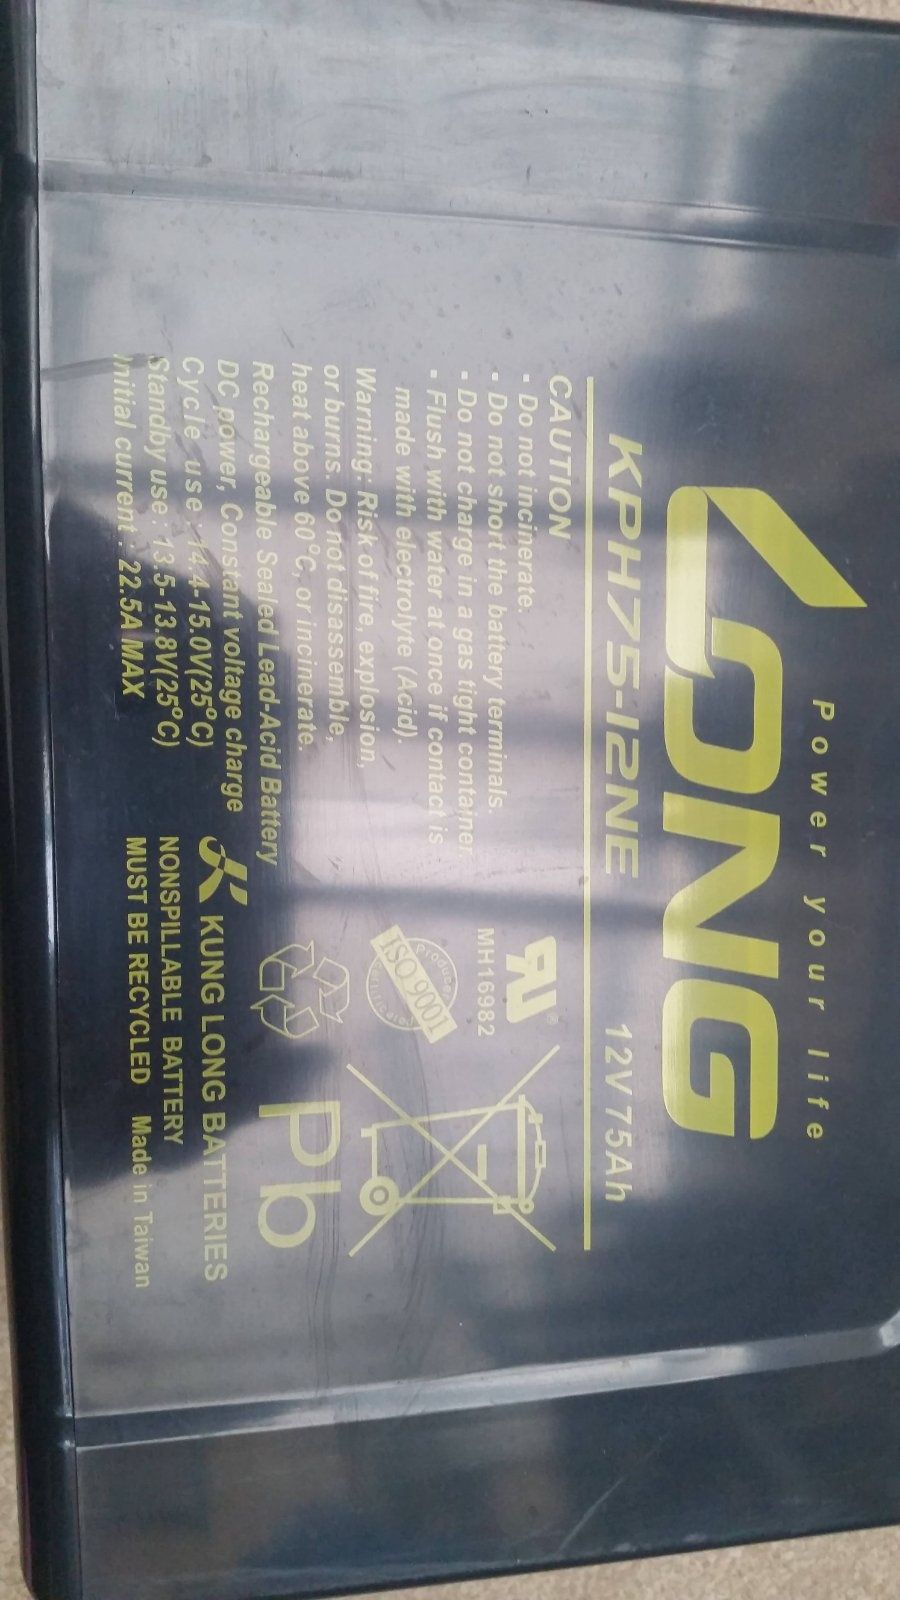 Power your life
LONG
KPH75-12NE 12V75Ah
CAUTION
▪ Do not incinerate.
▪ Do not short the battery terminals.
▪ Do not charge in a gas tight container.
▪ Flush with water at once if contact is
made with electrolyte (Acid).
Warning: Risk of fire, explosion,
or burns. Do not disassemble,
heat above 60°C, or incinerate.
Rechargeable Sealed Lead-Acid Battery
DC power, Constant voltage charge
Cycle use : 14.4-15.0V(25°C)
Standby use : 13.5-13.8V(25°C)
Initial current : 22.5A MAX
RU®
MH16982
Producer
ISO 9001
Certificated
Pb
KUNG LONG BATTERIES
NONSPILLABLE BATTERY
MUST BE RECYCLED Made in Taiwan